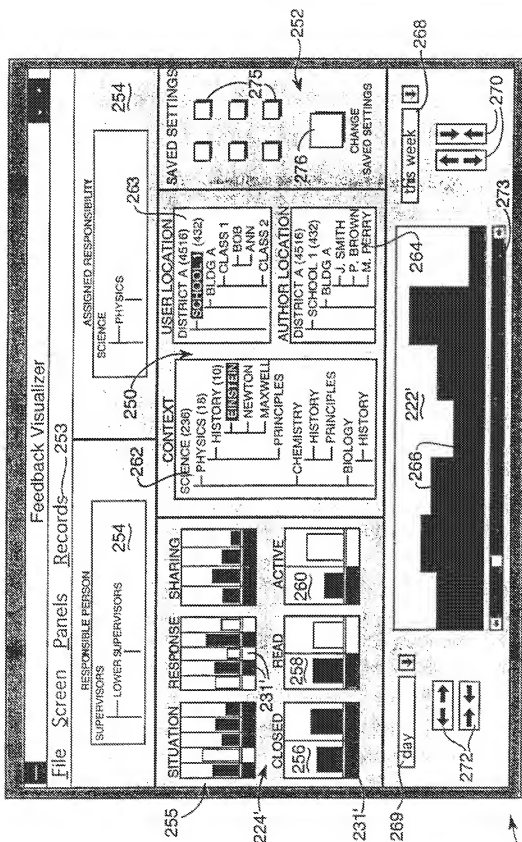 Feedback Visualizer
File Screen Panels Records 253
RESPONSIBLE PERSON
SUPERVISORS
LOWER SUPERVISORS
254
ASSIGNED RESPONSIBILITY
SCIENCE
PHYSICS
254
255
SITUATION
RESPONSE
SHARING
224'
231'
CLOSED
READ
ACTIVE
256
258
260
231'
262
250
CONTEXT
SCIENCE (236)
PHYSICS (18)
HISTORY (10)
EINSTEIN
NEWTON
MAXWELL
PRINCIPLES
CHEMISTRY
HISTORY
PRINCIPLES
BIOLOGY
HISTORY
263
USER LOCATION
DISTRICT A (4516)
SCHOOL 1 (432)
BLDG A
CLASS 1
BOB
ANN
CLASS 2
AUTHOR LOCATION
DISTRICT A (4516)
SCHOOL 1 (432)
BLDG A
J. SMITH
P. BROWN
M. PERRY
264
SAVED SETTINGS
275
276
CHANGE
SAVED SETTINGS
252
269
day
272
266
222'
this week
268
270
273